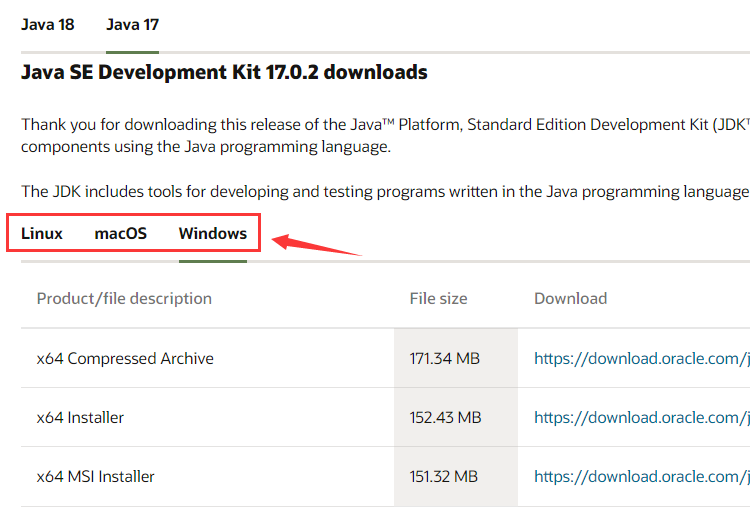 Java 18 Java 17
Java SE Development Kit 17.0.2 downloads
Thank you for downloading this release of the Java™ Platform, Standard Edition Development Kit (JDK™
components using the Java programming language.
The JDK includes tools for developing and testing programs written in the Java programming language
Linux macOS Windows
Product/file description File size Download
x64 Compressed Archive 171.34 MB https://download.oracle.com/j
x64 Installer 152.43 MB https://download.oracle.com/j
x64 MSI Installer 151.32 MB https://download.oracle.com/j